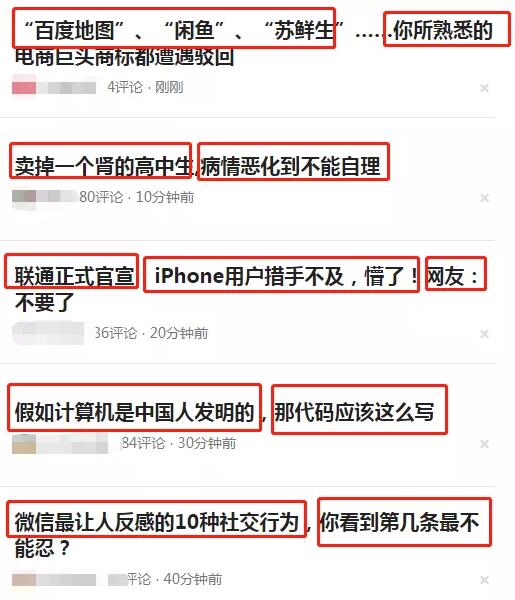 “百度地图”、“闲鱼”、“苏鲜生”……你所熟悉的
电商巨头商标都遭遇驳回
4评论 · 刚刚
卖掉一个肾的高中生,病情恶化到不能自理
80评论 · 10分钟前
联通正式官宣 iPhone用户措手不及，懵了！网友：
不要了
36评论 · 20分钟前
假如计算机是中国人发明的，那代码应该这么写
84评论 · 30分钟前
微信最让人反感的10种社交行为，你看到第几条最不
能忍？
评论 · 40分钟前